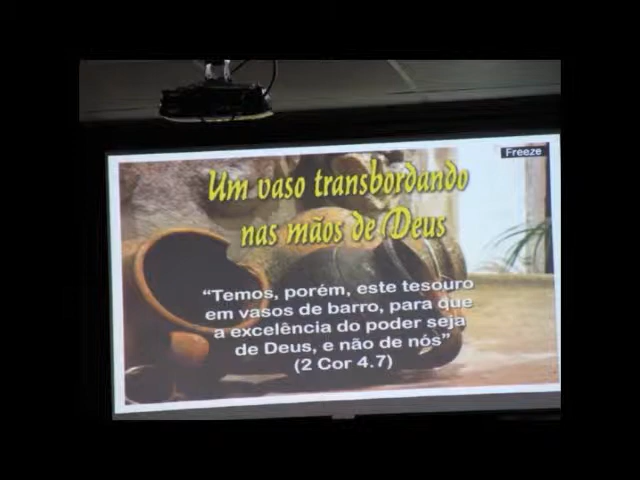 Freeze
Um vaso transbordando
nas mãos de Deus
“Temos, porém, este tesouro
em vasos de barro, para que
a excelência do poder seja
de Deus, e não de nós”
(2 Cor 4.7)